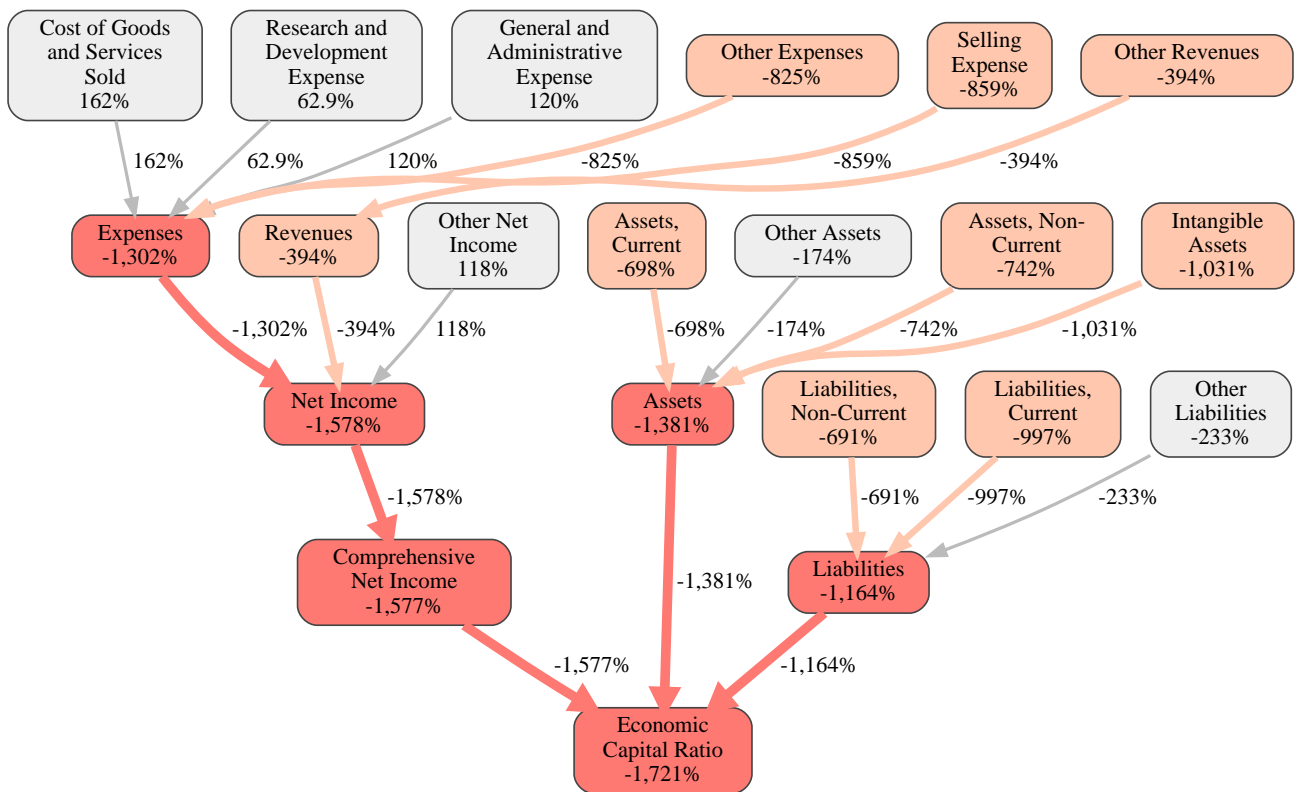 Cost of Goods
and Services
Sold
162%
Research and
Development
Expense
62.9%
General and
Administrative
Expense
120%
Other Expenses
-825%
Selling
Expense
-859%
Other Revenues
-394%
162%
62.9%
120%
-825%
-859%
-394%
Expenses
-1,302%
Revenues
-394%
Other Net
Income
118%
Assets,
Current
-698%
Other Assets
-174%
Assets, Non-
Current
-742%
Intangible
Assets
-1,031%
-1,302%
-394%
118%
-698%
-174%
-742%
-1,031%
Net Income
-1,578%
Assets
-1,381%
Liabilities,
Non-Current
-691%
Liabilities,
Current
-997%
Other
Liabilities
-233%
-1,578%
-691%
-997%
-233%
Comprehensive
Net Income
-1,577%
-1,381%
Liabilities
-1,164%
-1,577%
-1,164%
Economic
Capital Ratio
-1,721%